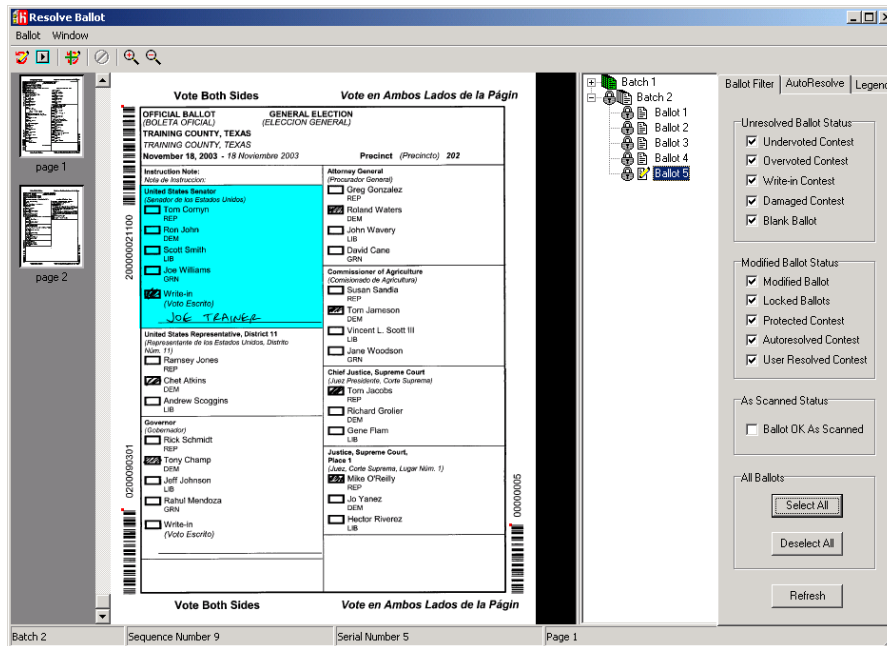 Resolve Ballot
Ballot Window
page 1
page 2
Vote Both Sides Vote en Ambos Lados de la Págin
OFFICIAL BALLOT GENERAL ELECTION
(BOLETA OFICIAL) (ELECCION GENERAL)
TRAINING COUNTY, TEXAS
TRAINING COUNTY, TEXAS
November 18, 2003 - 18 Noviembre 2003 Precinct (Precincto) 202
Instruction Note:
Nota de Instruccion:
United States Senator
(Senador de los Estados Unidos)
Tom Cornyn
REP
Ron John
DEM
Scott Smith
LIB
Joe Williams
GRN
Write-in
(Voto Escrito)
JOE TRAINER
United States Representative, District 11
(Representante de los Estados Unidos, Distrito
Núm. 11)
Ramsey Jones
REP
Chet Atkins
DEM
Andrew Scoggins
LIB
Governor
(Gobernador)
Rick Schmidt
REP
Tony Champ
DEM
Jeff Johnson
LIB
Rahul Mendoza
GRN
Write-in
(Voto Escrito)
Attorney General
(Procurador General)
Greg Gonzalez
REP
Roland Waters
DEM
John Wavery
LIB
David Cane
GRN
Commissioner of Agriculture
(Comisionado de Agricultura)
Susan Sandia
REP
Tom Jameson
DEM
Vincent L. Scott III
LIB
Jane Woodson
GRN
Chief Justice, Supreme Court
(Juez Presidente, Corte Suprema)
Tom Jacobs
REP
Richard Grolier
DEM
Gene Flam
LIB
Justice, Supreme Court,
Place 1
(Juez, Corte Suprema, Lugar Núm. 1)
Mike O'Reilly
REP
Jo Yanez
DEM
Hector Riveroz
LIB
200000021100
0200090301
00000005
Vote Both Sides Vote en Ambos Lados de la Págin
Batch 1
Batch 2
Ballot 1
Ballot 2
Ballot 3
Ballot 4
Ballot 5
Ballot Filter AutoResolve Legend
Unresolved Ballot Status
Undervoted Contest
Overvoted Contest
Write-in Contest
Damaged Contest
Blank Ballot
Modified Ballot Status
Modified Ballot
Locked Ballots
Protected Contest
Autoresolved Contest
User Resolved Contest
As Scanned Status
Ballot OK As Scanned
All Ballots
Select All
Deselect All
Refresh
Batch 2 Sequence Number 9 Serial Number 5 Page 1